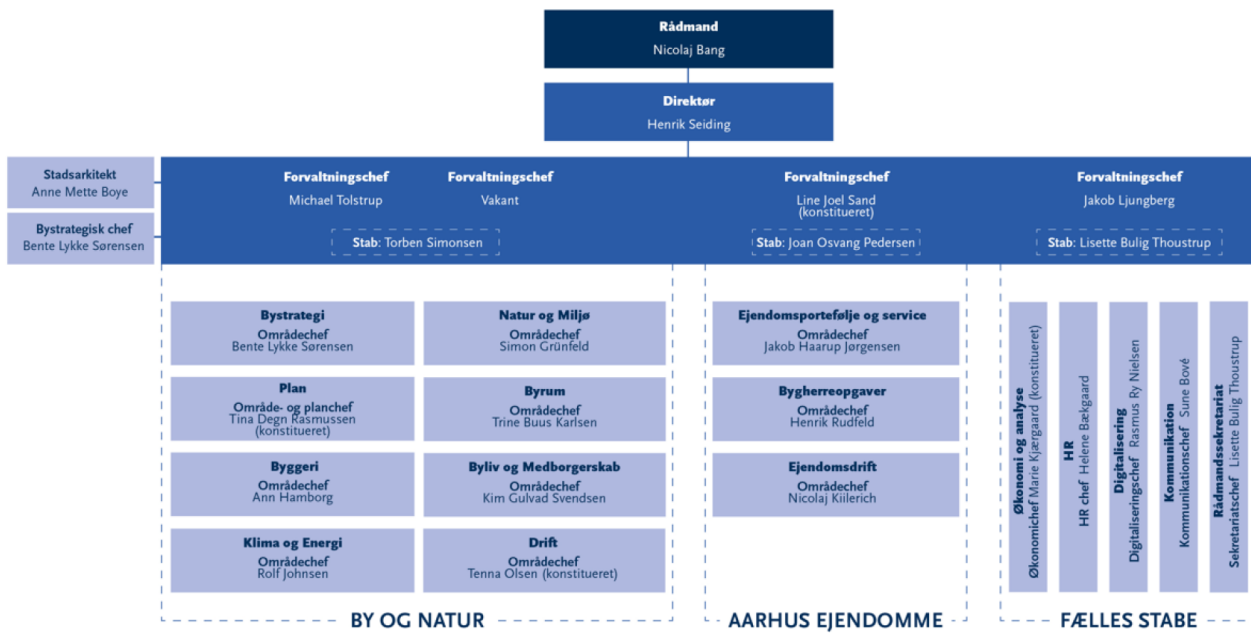 Rådmand
Nicolaj Bang
Direktør
Henrik Seiding
Stadsarkitekt
Anne Mette Boye
Bystrategisk chef
Bente Lykke Sørensen
Forvaltningschef
Michael Tolstrup
Forvaltningschef
Vakant
Stab: Torben Simonsen
Forvaltningschef
Line Joel Sand
(konstitueret)
Stab: Joan Osvang Pedersen
Forvaltningschef
Jakob Ljungberg
Stab: Lisette Bulig Thoustrup
Bystrategi
Områdechef
Bente Lykke Sørensen
Plan
Område- og planchef
Tina Degn Rasmussen
(konstitueret)
Byggeri
Områdechef
Ann Hamborg
Klima og Energi
Områdechef
Rolf Johnsen
Natur og Miljø
Områdechef
Simon Grünfeld
Byrum
Områdechef
Trine Buus Karlsen
Byliv og Medborgerskab
Områdechef
Kim Gulvad Svendsen
Drift
Områdechef
Tenna Olsen (konstitueret)
BY OG NATUR
Ejendomsportefølje og service
Områdechef
Jakob Haarup Jørgensen
Bygherreopgaver
Områdechef
Henrik Rudfeld
Ejendomsdrift
Områdechef
Nicolaj Kiilerich
AARHUS EJENDOMME
Økonomi og analyse
Økonomichef Marie Kjærgaard (konstitueret)
HR
HR chef Helene Bækgaard
Digitalisering
Digitaliseringschef Rasmus Ry Nielsen
Kommunikation
Kommunikationschef Sune Bové
Rådmandssekretariat
Sekretariatschef Lisette Bulig Thoustrup
FÆLLES STABE